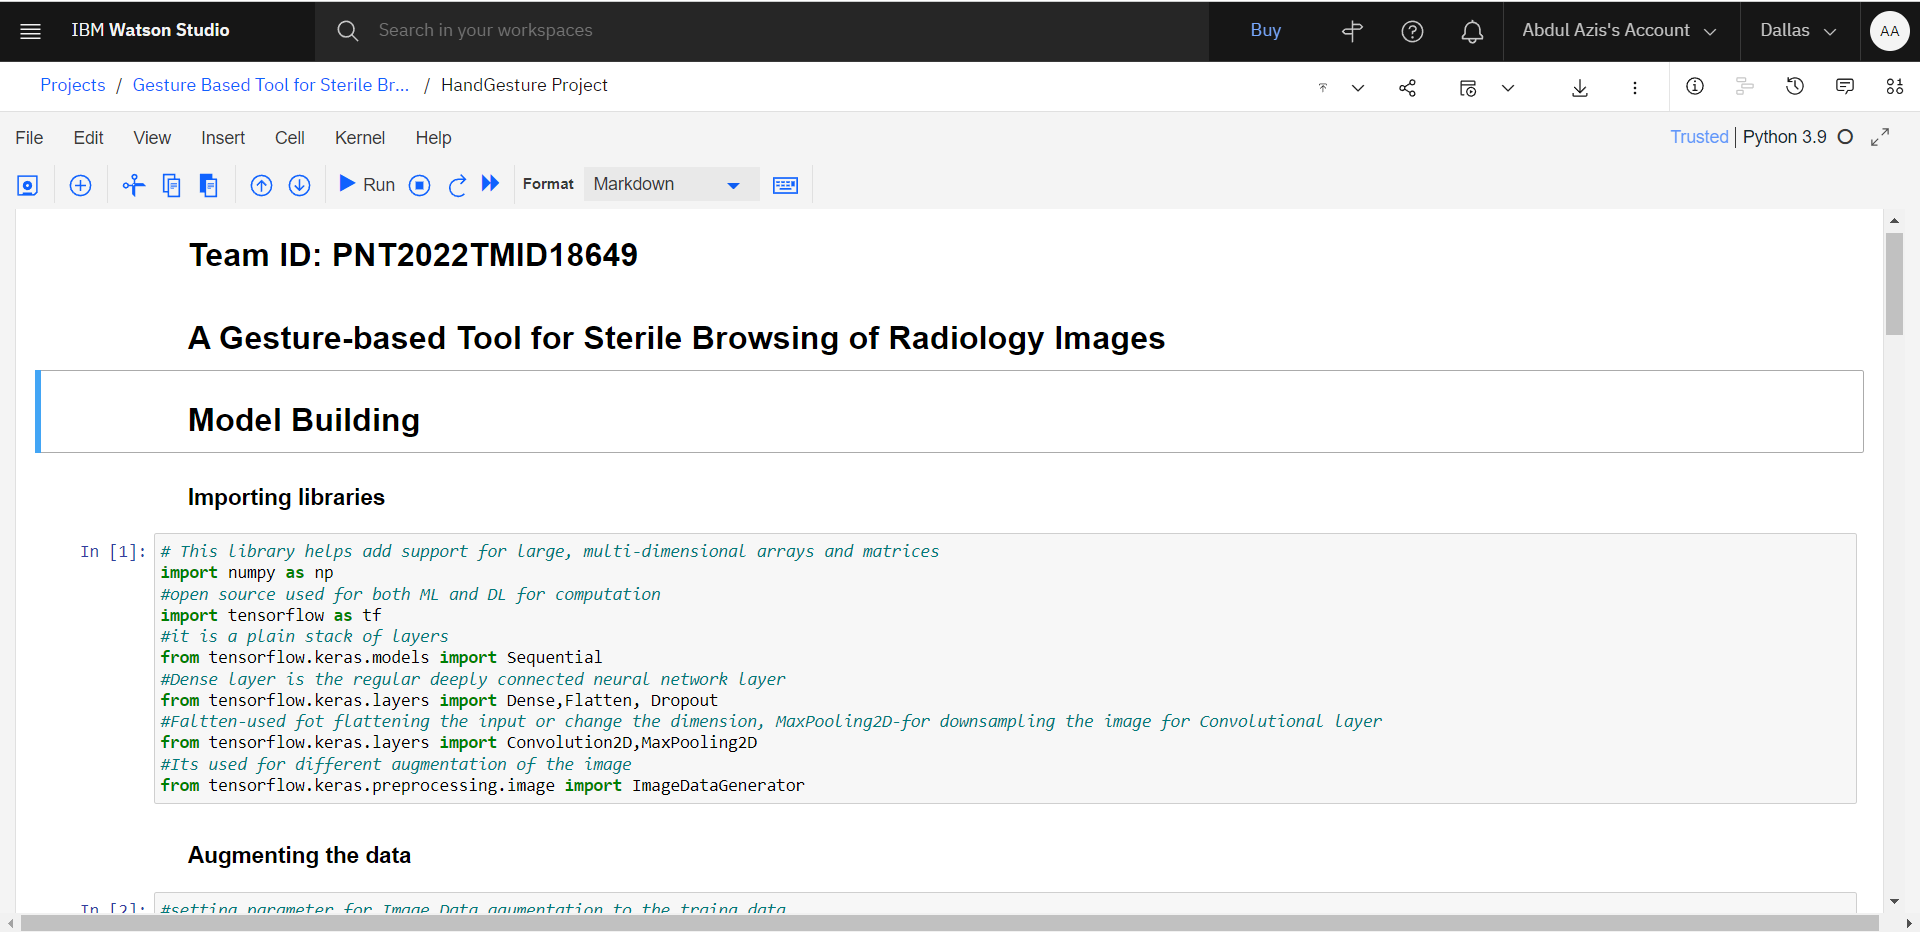 IBM Watson Studio
Search in your workspaces
Buy
Abdul Azis's Account
Dallas
AA
Projects / Gesture Based Tool for Sterile Br... / HandGesture Project
File Edit View Insert Cell Kernel Help
Trusted Python 3.9
Run
Format
Markdown
Team ID: PNT2022TMID18649
A Gesture-based Tool for Sterile Browsing of Radiology Images
Model Building
Importing libraries
In [1]:
# This library helps add support for large, multi-dimensional arrays and matrices
import numpy as np
#open source used for both ML and DL for computation
import tensorflow as tf
#it is a plain stack of layers
from tensorflow.keras.models import Sequential
#Dense layer is the regular deeply connected neural network layer
from tensorflow.keras.layers import Dense,Flatten, Dropout
#Faltten-used fot flattening the input or change the dimension, MaxPooling2D-for downsampling the image for Convolutional layer
from tensorflow.keras.layers import Convolution2D,MaxPooling2D
#Its used for different augmentation of the image
from tensorflow.keras.preprocessing.image import ImageDataGenerator
Augmenting the data
In [2]:
#setting parameter for Image Data agumentation to the traing data